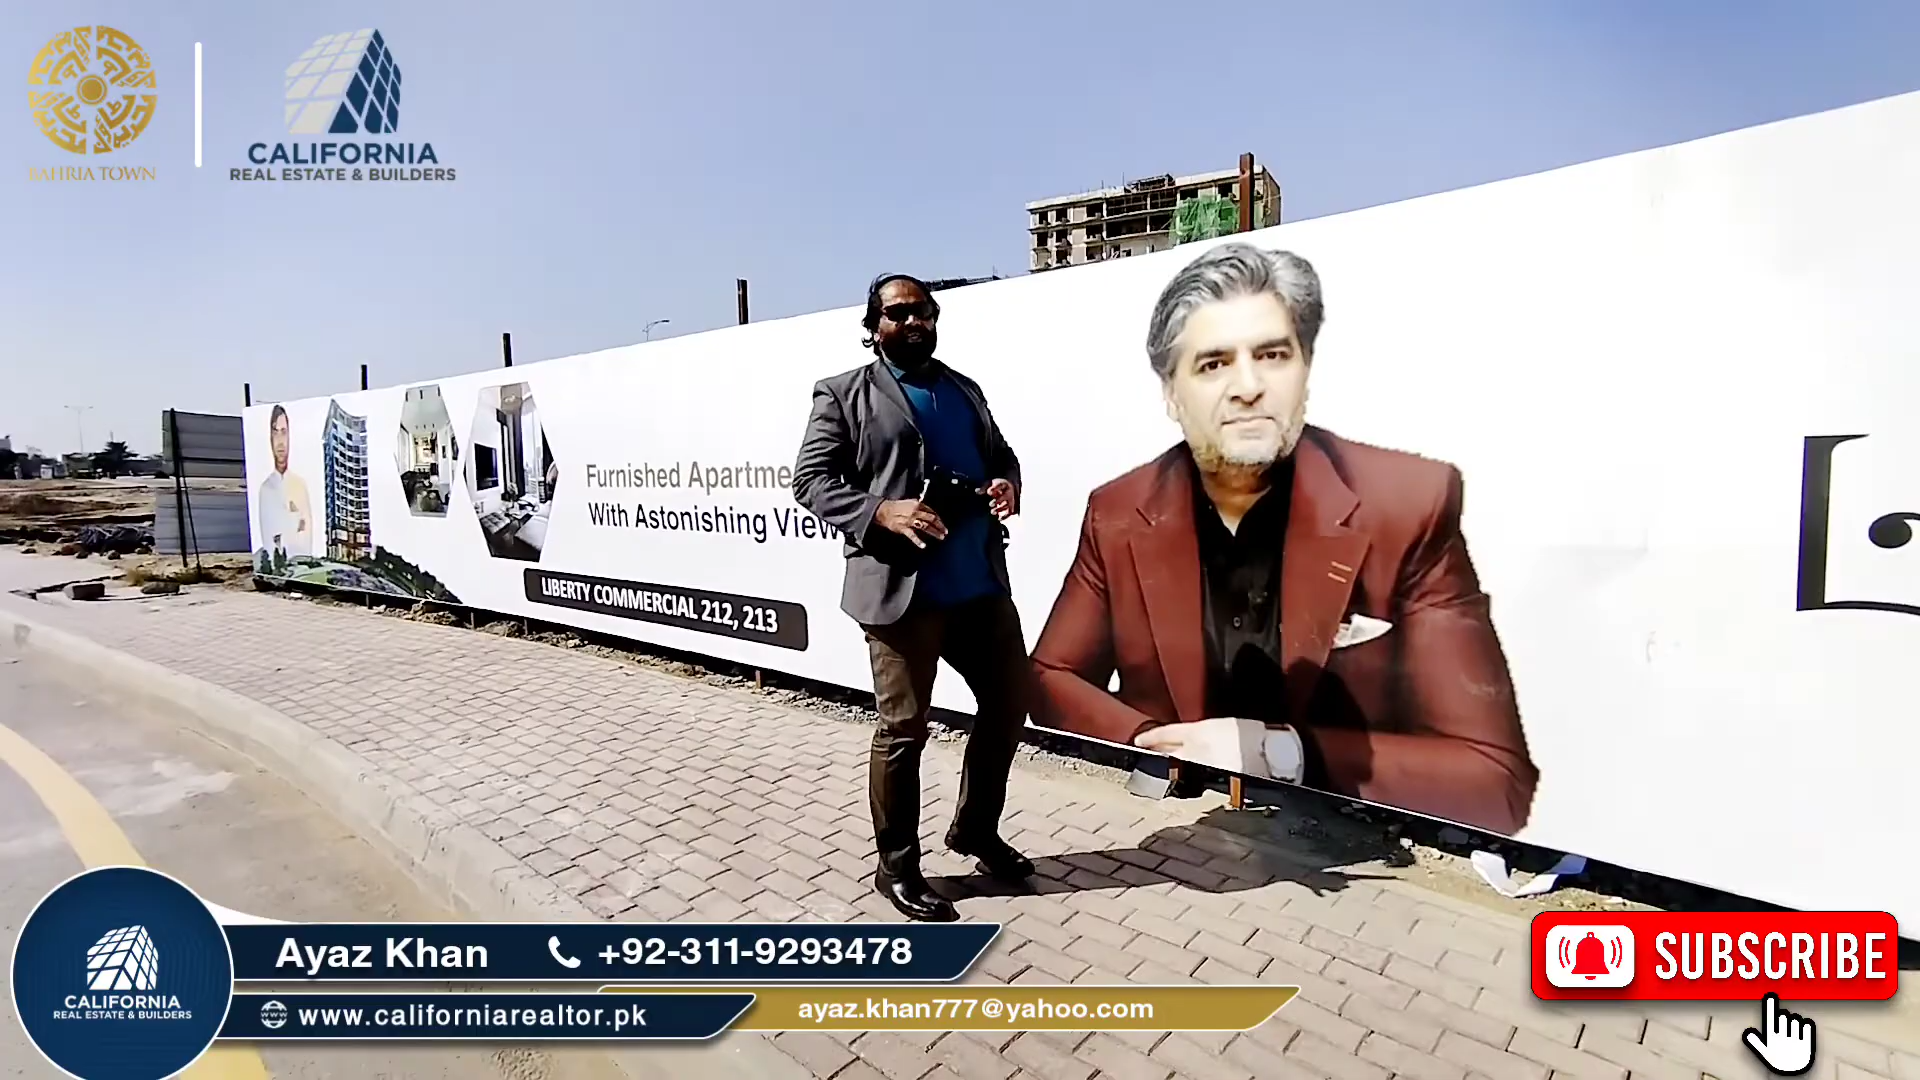 BAHRIA TOWN
CALIFORNIA
REAL ESTATE & BUILDERS
Furnished Apartme
With Astonishing View
LIBERTY COMMERCIAL 212, 213
CALIFORNIA
REAL ESTATE & BUILDERS
Ayaz Khan
+92-311-9293478
www.californiarealtor.pk
ayaz.khan777@yahoo.com
SUBSCRIBE